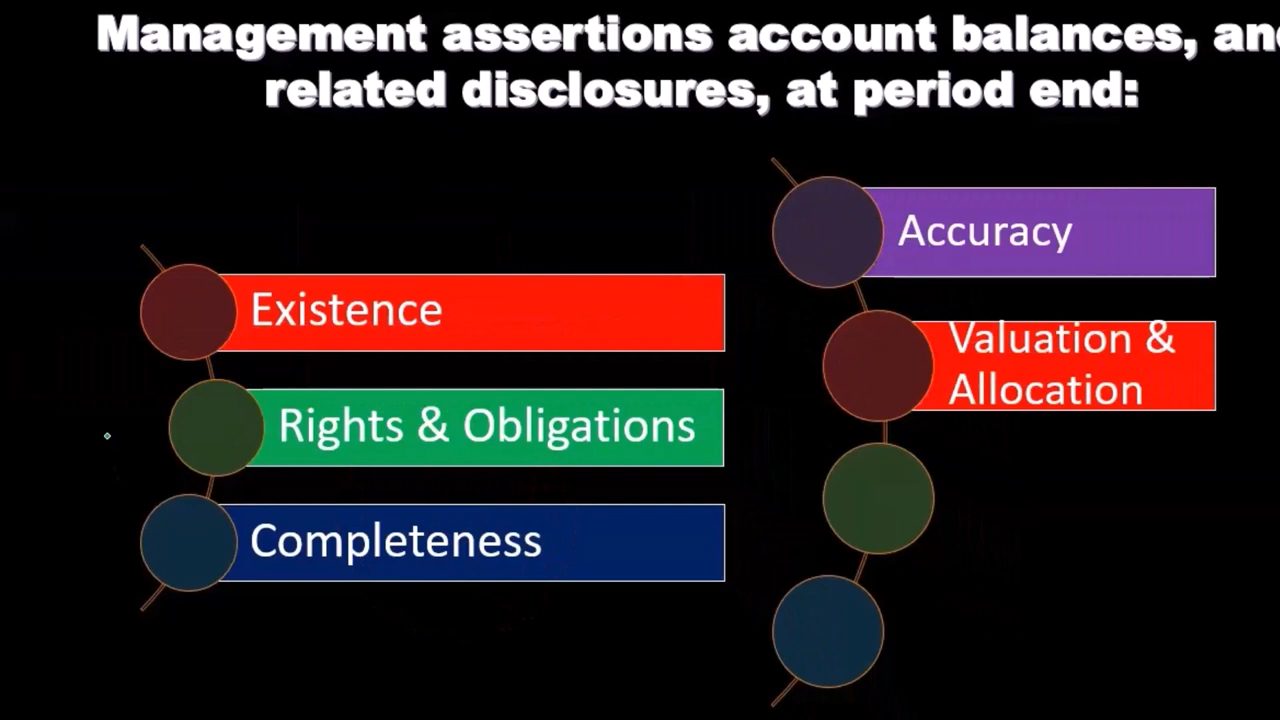 Management assertions account balances, and
related disclosures, at period end:
Existence
Rights & Obligations
Completeness
Accuracy
Valuation &
Allocation